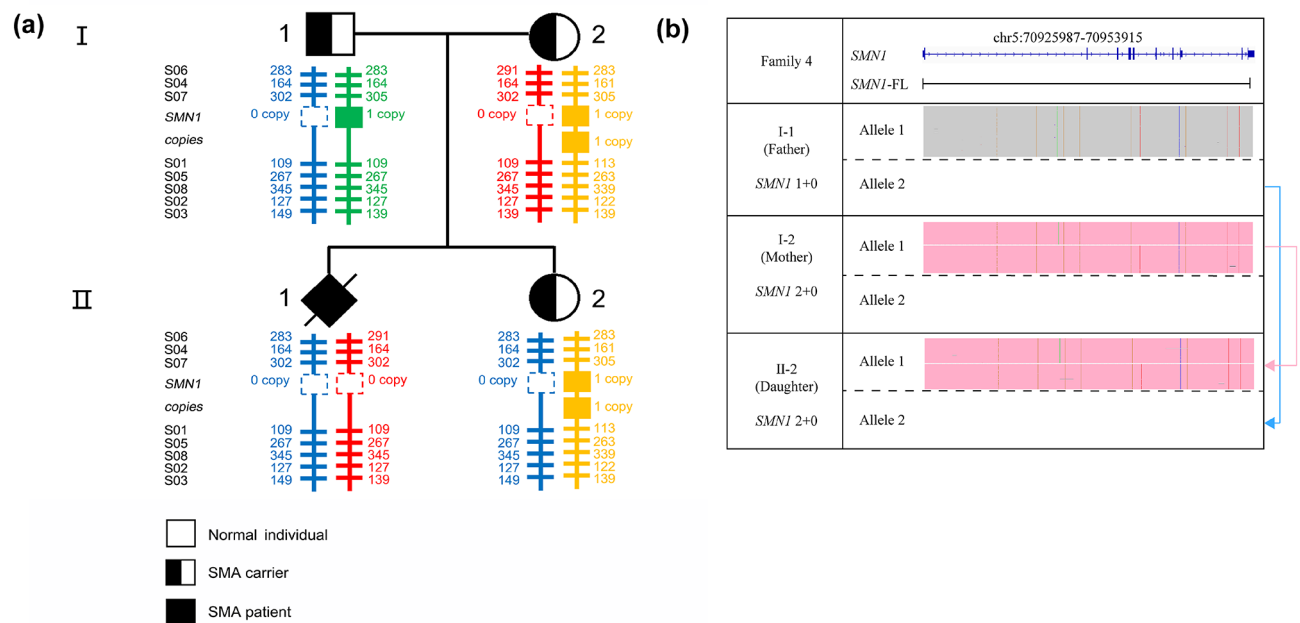 (a)
I
1
2
S06 283 283 291 283
S04 164 164 164 161
S07 302 305 302 305
SMN1 0 copy 1 copy 0 copy 1 copy
copies 1 copy
S01 109 109 109 113
S05 267 267 267 263
S08 345 345 345 339
S02 127 127 127 122
S03 149 139 139 139
II
1
2
S06 283 291 283 283
S04 164 164 164 161
S07 302 302 302 305
SMN1 0 copy 0 copy 0 copy 1 copy
copies 1 copy
S01 109 109 109 113
S05 267 267 267 263
S08 345 345 345 339
S02 127 127 127 122
S03 149 139 149 139
Normal individual
SMA carrier
SMA patient
(b)
Family 4
chr5:70925987-70953915
SMN1
SMN1-FL
I-1
(Father)
SMN1 1+0
Allele 1
Allele 2
I-2
(Mother)
SMN1 2+0
Allele 1
Allele 2
II-2
(Daughter)
SMN1 2+0
Allele 1
Allele 2